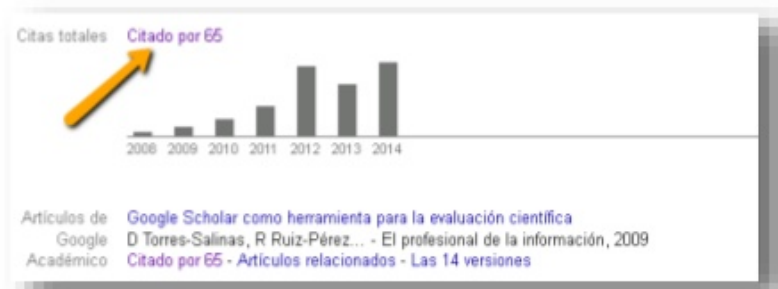 Citas totales Citado por 65
2008 2009 2010 2011 2012 2013 2014
Artículos de Google Scholar como herramienta para la evaluación científica
Google D Torres-Salinas, R Ruiz-Pérez... - El profesional de la información, 2009
Académico Citado por 65 - Artículos relacionados - Las 14 versiones